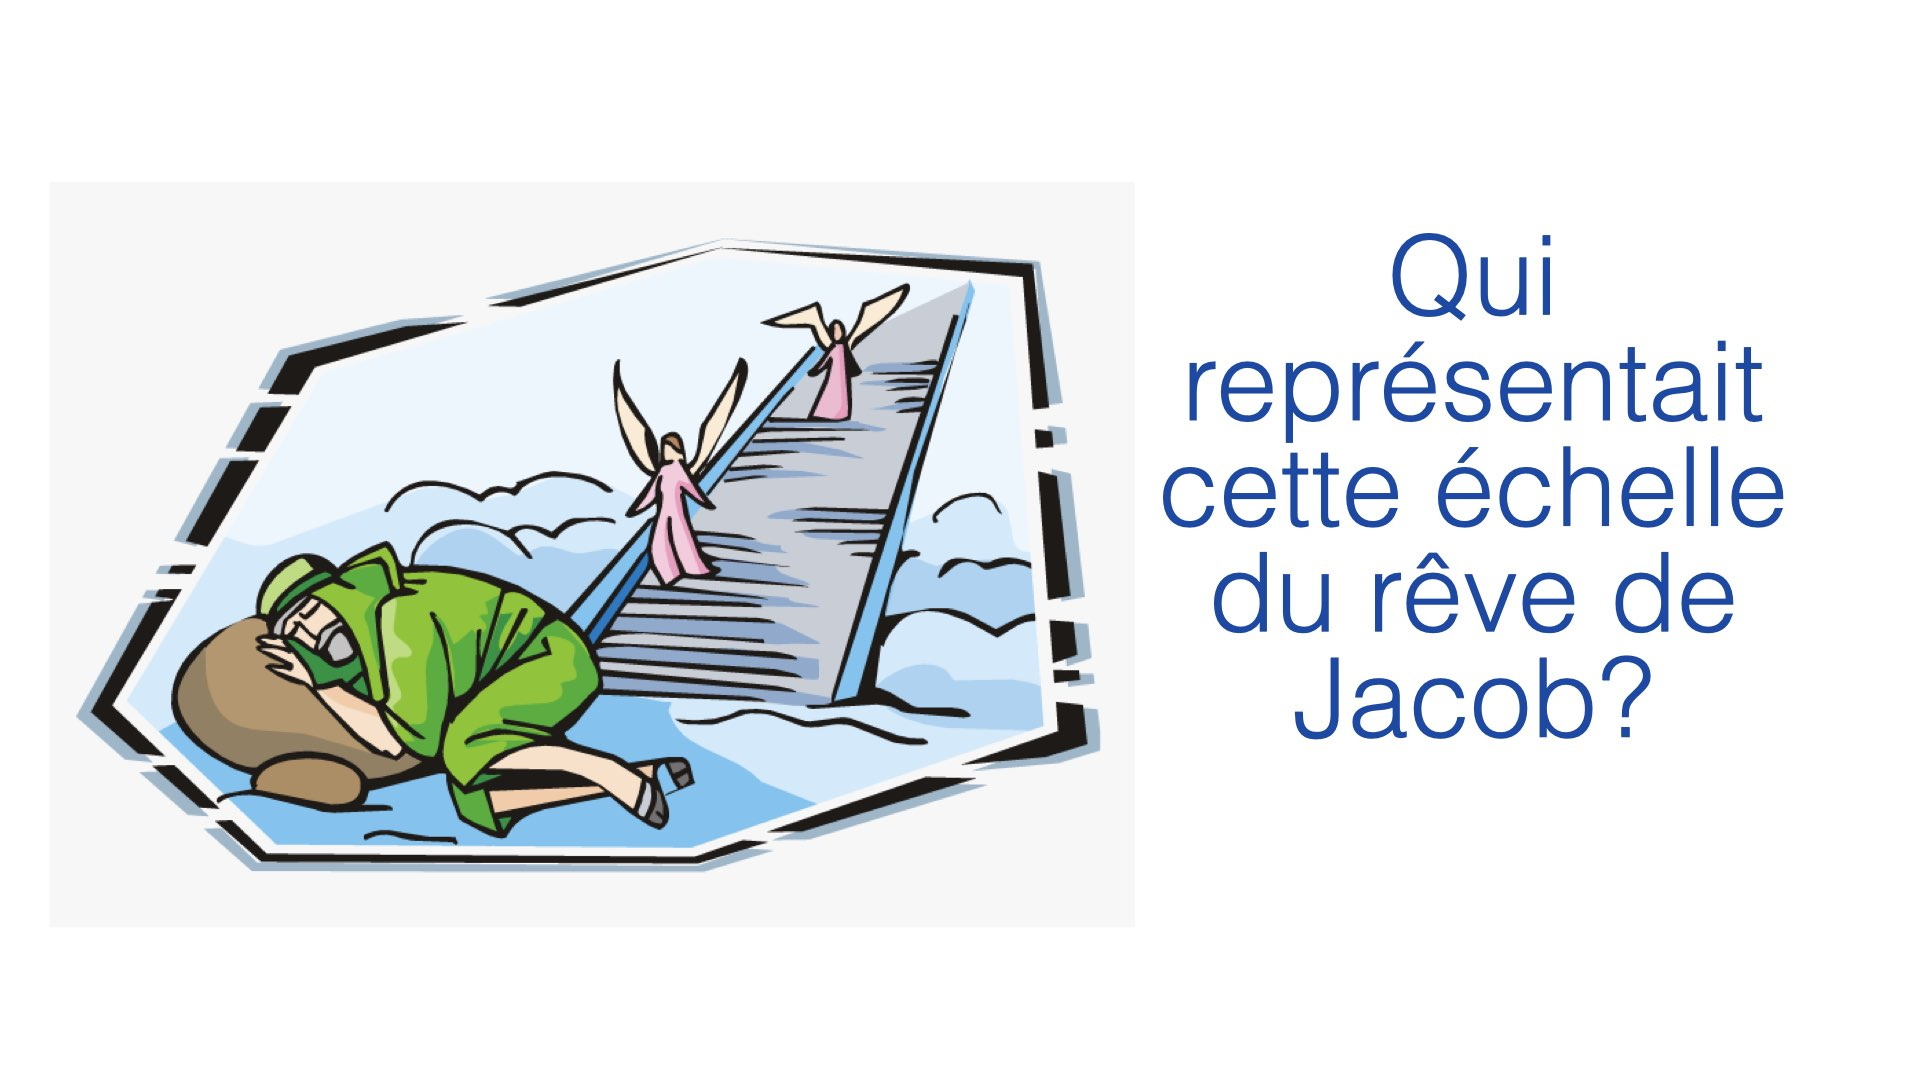 Qui
représentait
cette échelle
du rêve de
Jacob?